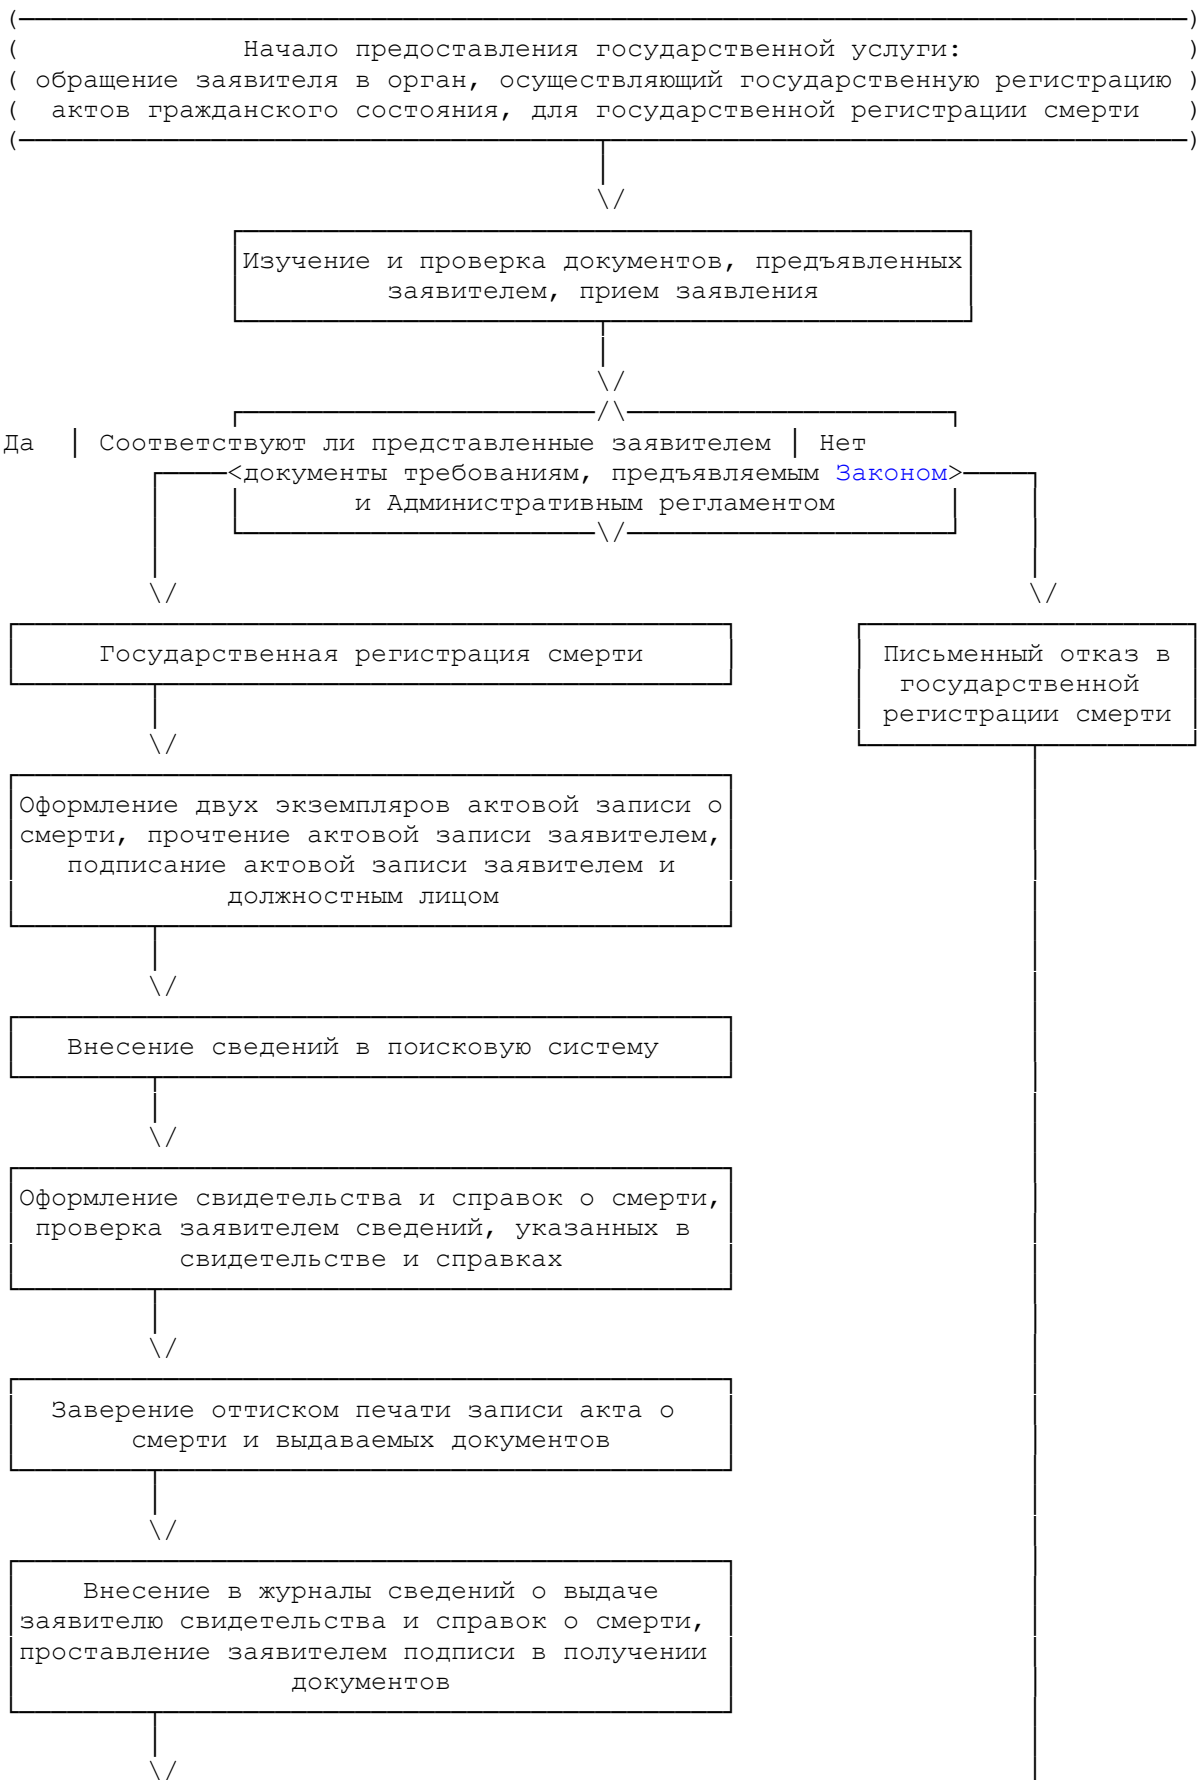 Начало предоставления государственной услуги:
обращение заявителя в орган, осуществляющий государственную регистрацию
актов гражданского состояния, для государственной регистрации смерти
Изучение и проверка документов, предъявленных
заявителем, прием заявления
Да Соответствуют ли представленные заявителем Нет
документы требованиям, предъявляемым Законом
и Административным регламентом
Государственная регистрация смерти
Письменный отказ в
государственной
регистрации смерти
Оформление двух экземпляров актовой записи о
смерти, прочтение актовой записи заявителем,
подписание актовой записи заявителем и
должностным лицом
Внесение сведений в поисковую систему
Оформление свидетельства и справок о смерти,
проверка заявителем сведений, указанных в
свидетельстве и справках
Заверение оттиском печати записи акта о
смерти и выдаваемых документов
Внесение в журналы сведений о выдаче
заявителю свидетельства и справок о смерти,
проставление заявителем подписи в получении
документов